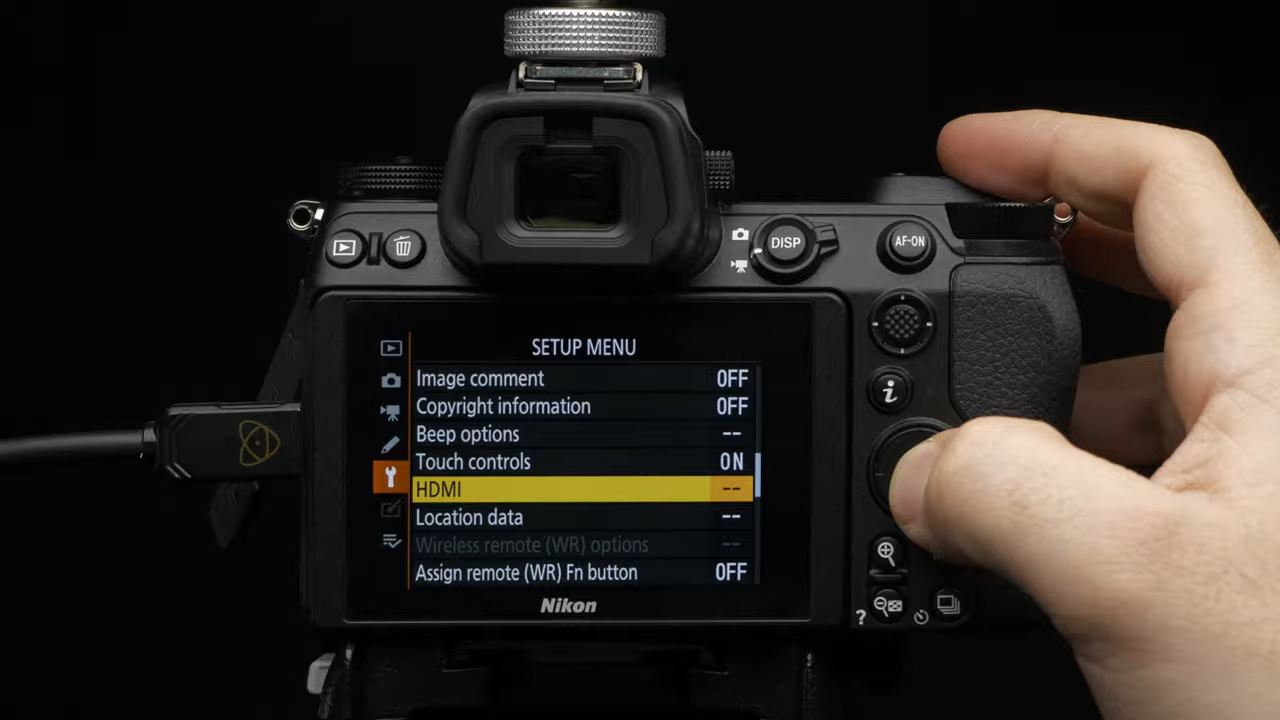 DISP
AF-ON
SETUP MENU
Image comment OFF
Copyright information OFF
Beep options --
Touch controls ON
HDMI --
Location data --
Wireless remote (WR) options --
Assign remote (WR) Fn button OFF
Nikon
i
?